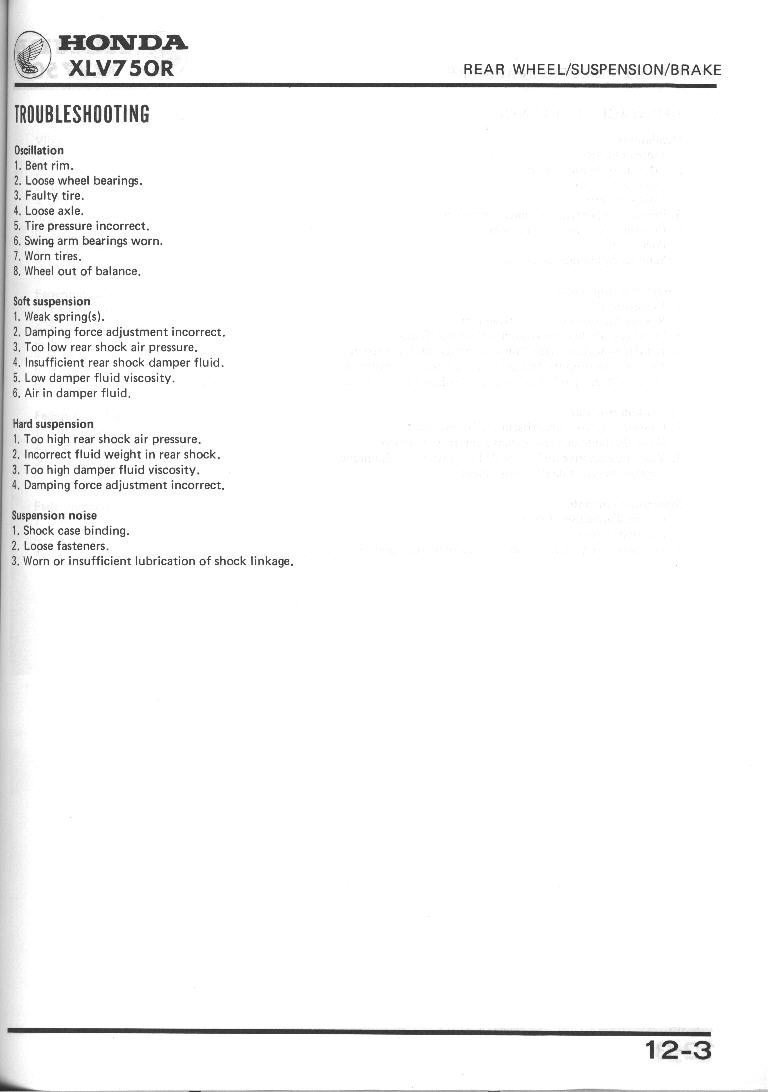 HONDA
XLV750R
REAR WHEEL/SUSPENSION/BRAKE
TROUBLESHOOTING
Oscillation
1. Bent rim.
2. Loose wheel bearings.
3. Faulty tire.
4. Loose axle.
5. Tire pressure incorrect.
6. Swing arm bearings worn.
7. Worn tires.
8. Wheel out of balance.
Soft suspension
1. Weak spring(s).
2. Damping force adjustment incorrect.
3. Too low rear shock air pressure.
4. Insufficient rear shock damper fluid.
5. Low damper fluid viscosity.
6. Air in damper fluid.
Hard suspension
1. Too high rear shock air pressure.
2. Incorrect fluid weight in rear shock.
3. Too high damper fluid viscosity.
4. Damping force adjustment incorrect.
Suspension noise
1. Shock case binding.
2. Loose fasteners.
3. Worn or insufficient lubrication of shock linkage.
12-3